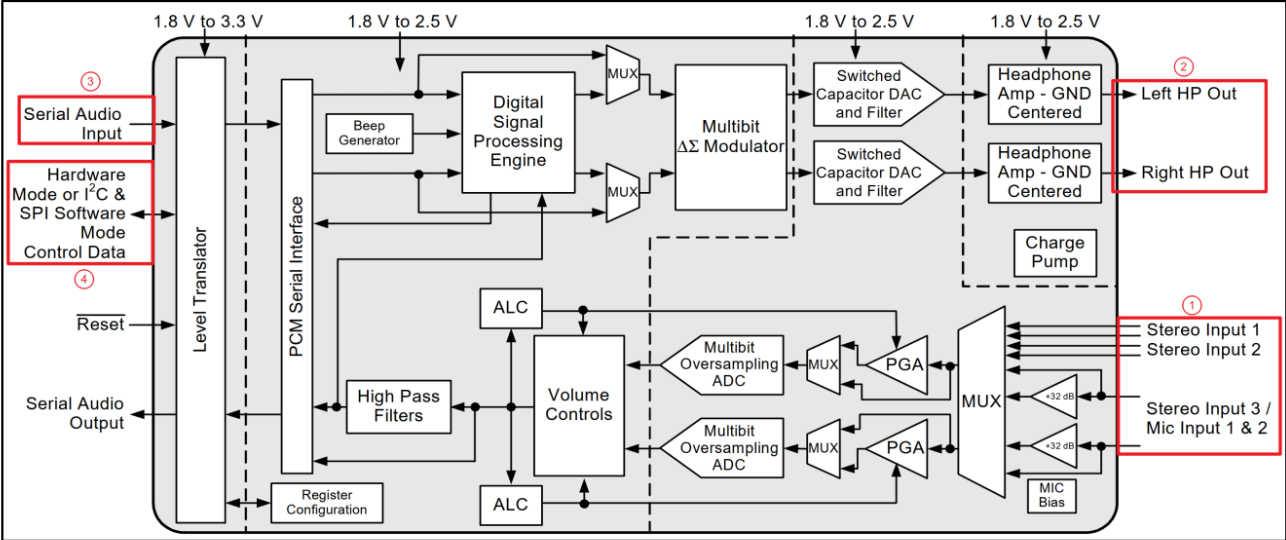 1.8 V to 3.3 V
1.8 V to 2.5 V
1.8 V to 2.5 V
1.8 V to 2.5 V
③
Serial Audio
Input
Hardware
Mode or I²C &
SPI Software
Mode
Control Data
④
Reset
Serial Audio
Output
Level Translator
PCM Serial Interface
Register
Configuration
Beep
Generator
Digital
Signal
Processing
Engine
MUX
MUX
Multibit
ΔΣ Modulator
Switched
Capacitor DAC
and Filter
Switched
Capacitor DAC
and Filter
Headphone
Amp - GND
Centered
Headphone
Amp - GND
Centered
②
Left HP Out
Right HP Out
Charge
Pump
ALC
ALC
High Pass
Filters
Volume
Controls
Multibit
Oversampling
ADC
Multibit
Oversampling
ADC
MUX
MUX
PGA
PGA
MUX
+32 dB
+32 dB
MIC
Bias
①
Stereo Input 1
Stereo Input 2
Stereo Input 3 /
Mic Input 1 & 2